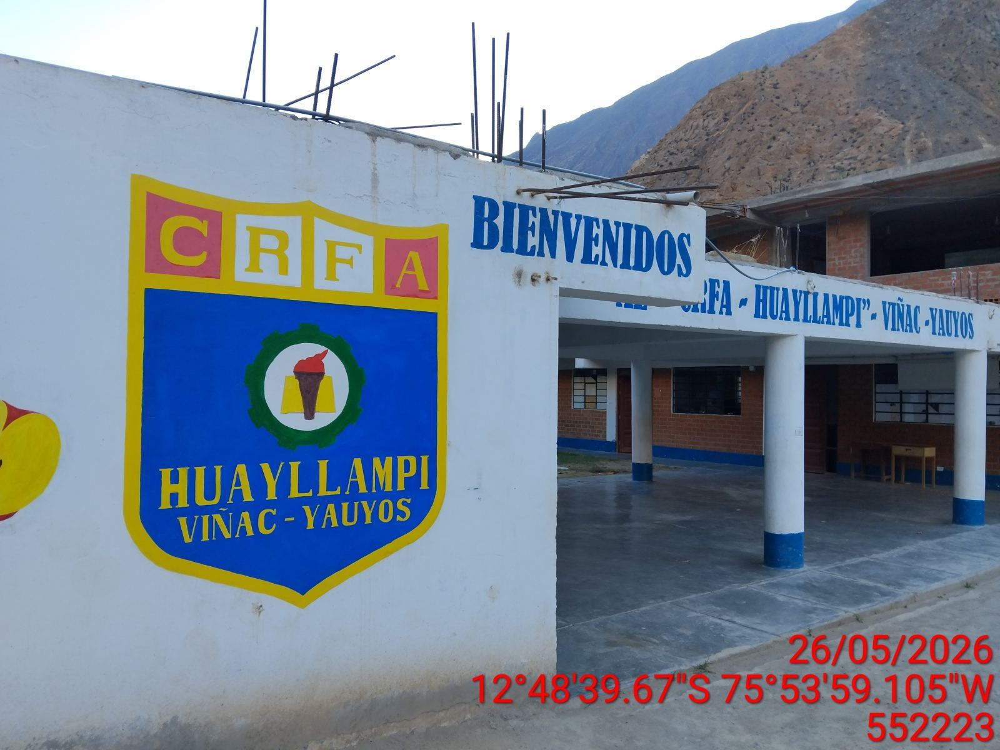 CRFA
HUAYLLAMPI
VIÑAC - YAUYOS
BIENVENIDOS
CRFA - HUAYLLAMPI" - VIÑAC - YAUYOS
26/05/2026
12°48'39.67"S 75°53'59.105"W
552223